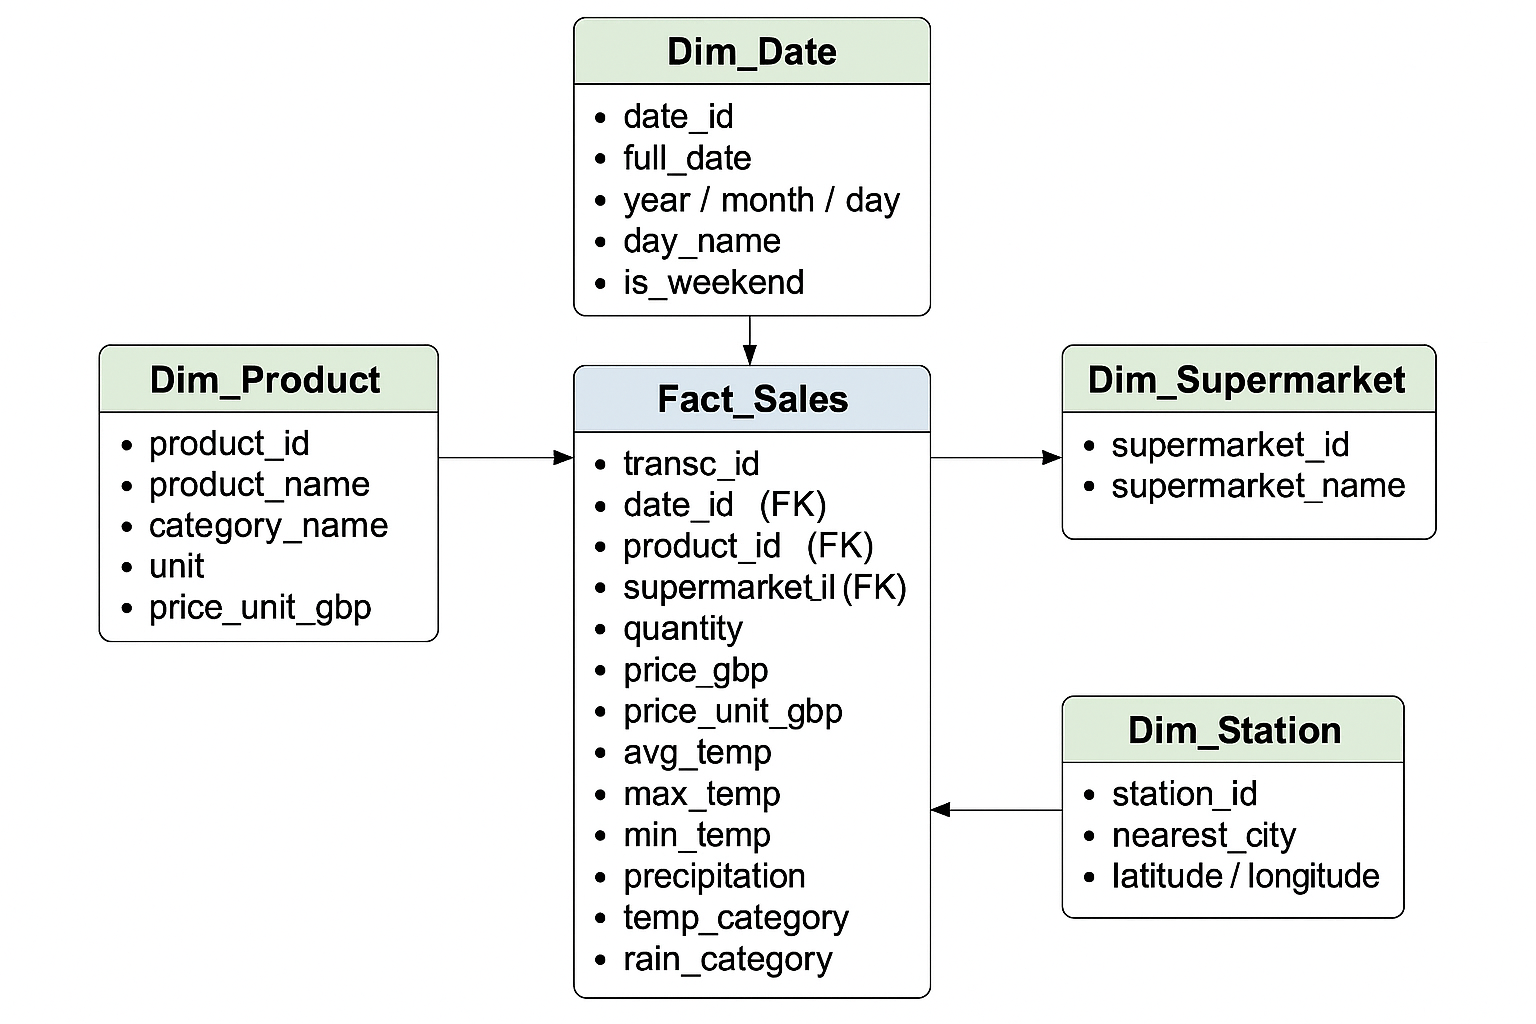 Dim_Date
• date_id
• full_date
• year / month / day
• day_name
• is_weekend
Dim_Product
• product_id
• product_name
• category_name
• unit
• price_unit_gbp
Fact_Sales
• transc_id
• date_id (FK)
• product_id (FK)
• supermarket_il (FK)
• quantity
• price_gbp
• price_unit_gbp
• avg_temp
• max_temp
• min_temp
• precipitation
• temp_category
• rain_category
Dim_Supermarket
• supermarket_id
• supermarket_name
Dim_Station
• station_id
• nearest_city
• latitude / longitude